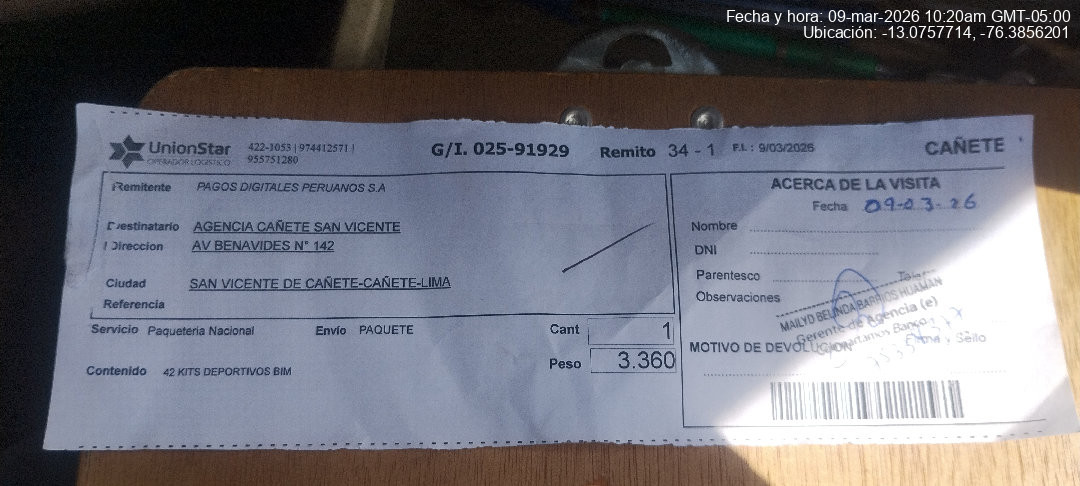 Fecha y hora: 09-mar-2026 10:20am GMT-05:00
Ubicación: -13.0757714, -76.3856201
UnionStar
OPERADOR LOGISTICO
422-1053 | 974412571 |
955751280
G/I. 025-91929
Remito 34 - 1
F.I. : 9/03/2026
CAÑETE
Remitente PAGOS DIGITALES PERUANOS S.A
Destinatario AGENCIA CAÑETE SAN VICENTE
Direccion AV BENAVIDES N° 142
Ciudad SAN VICENTE DE CAÑETE-CAÑETE-LIMA
Referencia
Servicio Paqueteria Nacional Envío PAQUETE Cant 1
Peso 3.360
Contenido 42 KITS DEPORTIVOS BIM
ACERCA DE LA VISITA
Fecha 09-03-26
Nombre
DNI
Parentesco
Observaciones
MAILYD BELINDA BARRIOS HUAMAN
Gerente de Agencia (e)
Compartamos Banco
Firma y Sello
MOTIVO DE DEVOLUCION